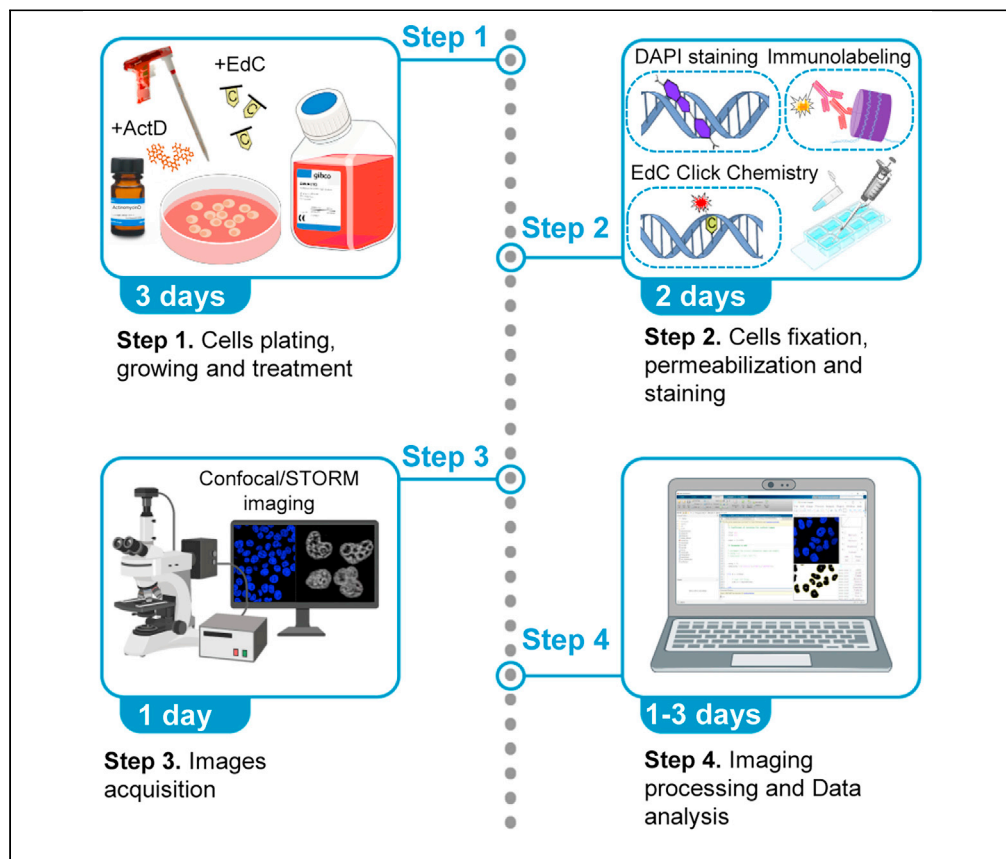 Step 1
+EdC
C
C
C
+ActD
gibco
ActinomycinD
3 days
Step 1. Cells plating,
growing and treatment
DAPI staining
Immunolabeling
EdC Click Chemistry
C
Step 2
2 days
Step 2. Cells fixation,
permeabilization and
staining
Step 3
Confocal/STORM
imaging
1 day
Step 3. Images
acquisition
Step 4
1-3 days
Step 4. Imaging
processing and Data
analysis